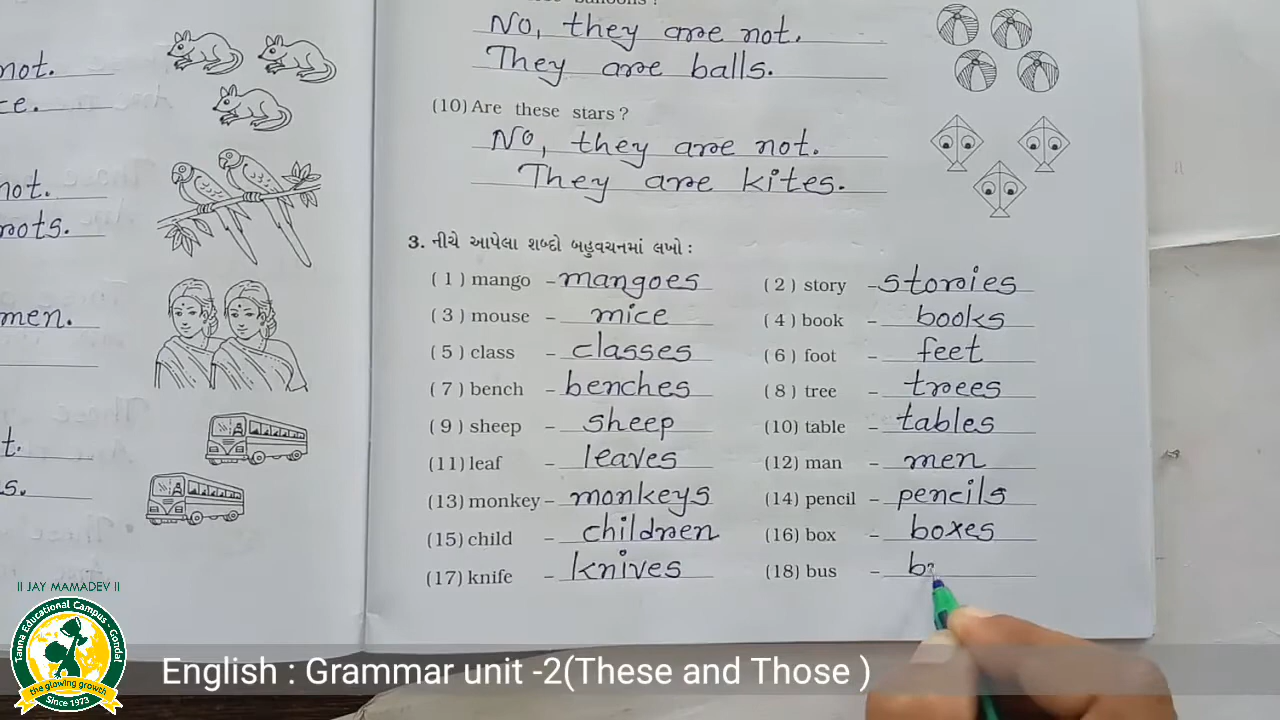 not.
ce.
not.
rots.
men.
t.
s.
No, they are not.
They are balls.
(10) Are these stars ?
No, they are not.
They are kites.
3. નીચે આપેલા શબ્દો બહુવચનમાં લખો :
( 1 ) mango - mangoes ( 2 ) story - stories
( 3 ) mouse - mice ( 4 ) book - books
( 5 ) class - classes ( 6 ) foot - feet
( 7 ) bench - benches ( 8 ) tree - trees
( 9 ) sheep - sheep (10) table - tables
(11) leaf - leaves (12) man - men
(13) monkey - monkeys (14) pencil - pencils
(15) child - children (16) box - boxes
(17) knife - knives (18) bus - b
॥ JAY MAMADEV ॥
Tanna Educational Campus - Gondal
the glowing growth
Since 1973
English : Grammar unit -2(These and Those )